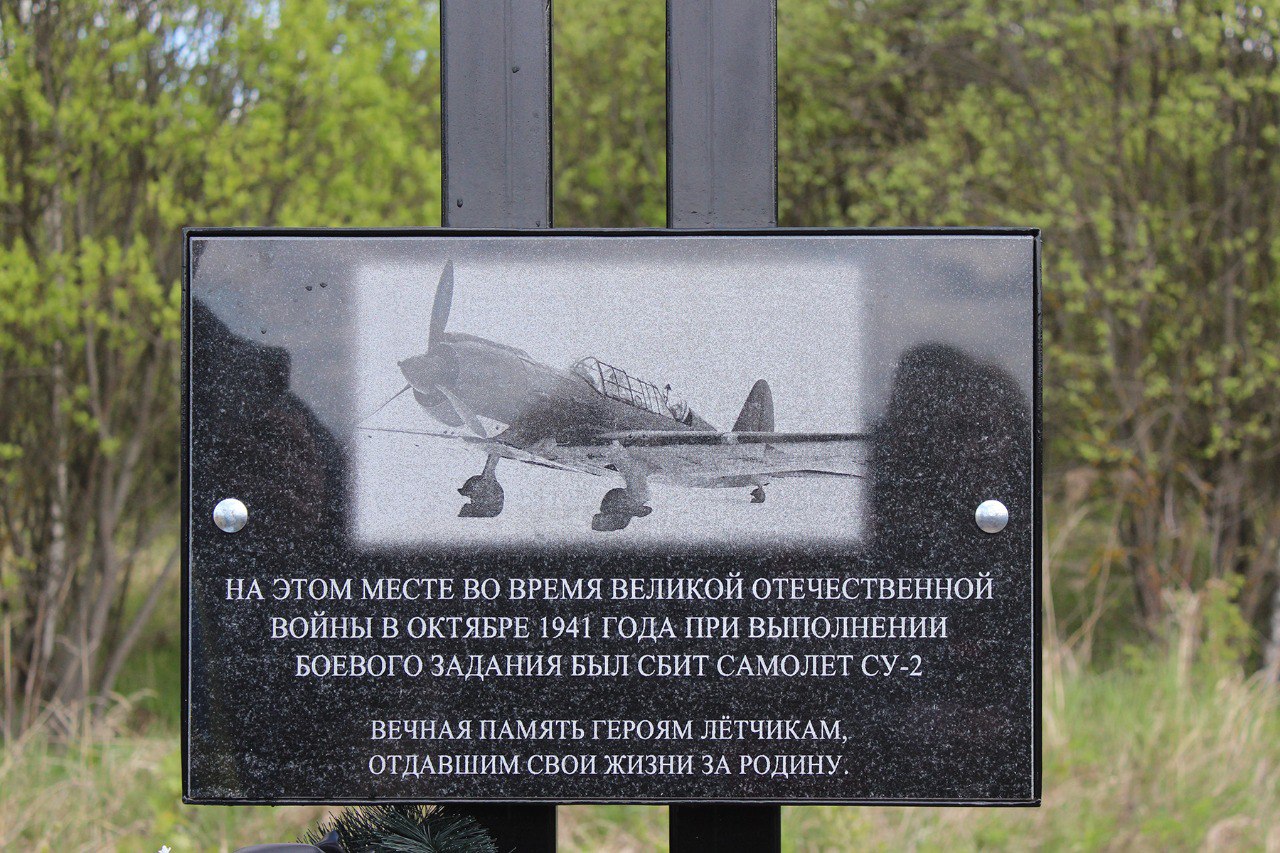 НА ЭТОМ МЕСТЕ ВО ВРЕМЯ ВЕЛИКОЙ ОТЕЧЕСТВЕННОЙ
ВОЙНЫ В ОКТЯБРЕ 1941 ГОДА ПРИ ВЫПОЛНЕНИИ
БОЕВОГО ЗАДАНИЯ БЫЛ СБИТ САМОЛЕТ СУ-2
ВЕЧНАЯ ПАМЯТЬ ГЕРОЯМ ЛЁТЧИКАМ,
ОТДАВШИМ СВОИ ЖИЗНИ ЗА РОДИНУ.